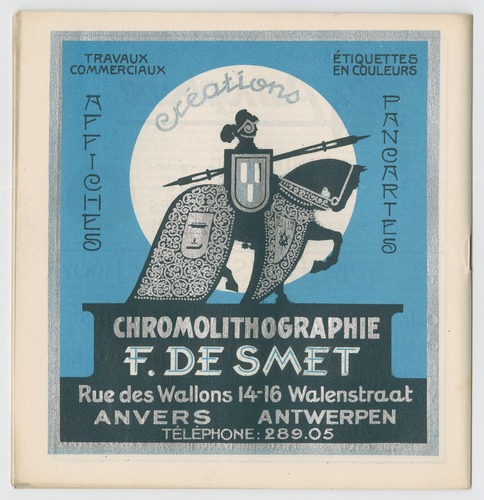 TRAVAUX
COMMERCIAUX
ÉTIQUETTES
EN COULEURS
Créations
AFFICHES
PANCARTES
CHROMOLITHOGRAPHIE
F. DE SMET
Rue des Wallons 14-16 Walenstraat
ANVERS ANTWERPEN
TÉLÉPHONE: 289.05